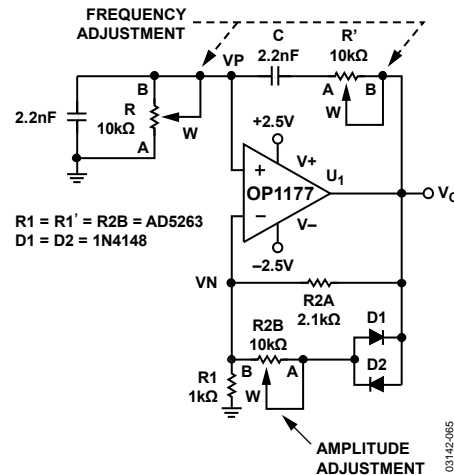 FREQUENCY
ADJUSTMENT
C
R'
2.2nF
10kΩ
VP
B
A
B
2.2nF
R
10kΩ
W
W
A
+2.5V
V+
U1
+
OP1177
–
V–
–2.5V
VO
R1 = R1' = R2B = AD5263
D1 = D2 = 1N4148
VN
R2A
2.1kΩ
D1
R2B
10kΩ
B
A
D2
R1
1kΩ
W
AMPLITUDE
ADJUSTMENT
03142-065